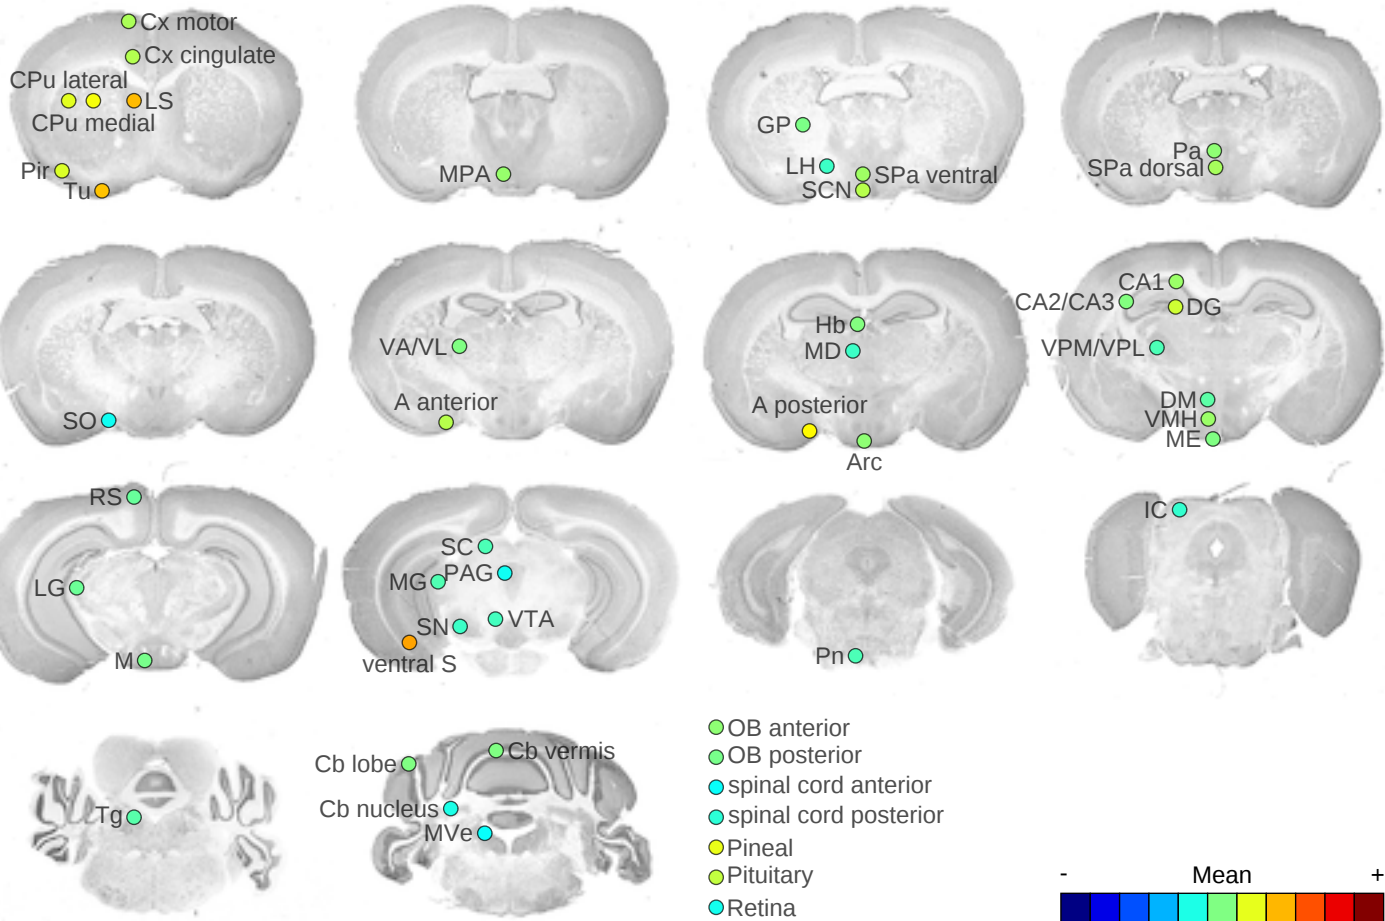 Cx motor
Cx cingulate
CPu lateral
LS
CPu medial
Pir
Tu
MPA
GP
LH
SPa ventral
SCN
Pa
SPa dorsal
SO
VA/VL
A anterior
Hb
MD
A posterior
Arc
CA1
CA2/CA3
DG
VPM/VPL
DM
VMH
ME
RS
LG
M
SC
MG
PAG
SN
VTA
ventral S
Pn
IC
Tg
Cb lobe
Cb vermis
Cb nucleus
MVe
OB anterior
OB posterior
spinal cord anterior
spinal cord posterior
Pineal
Pituitary
Retina
- Mean +